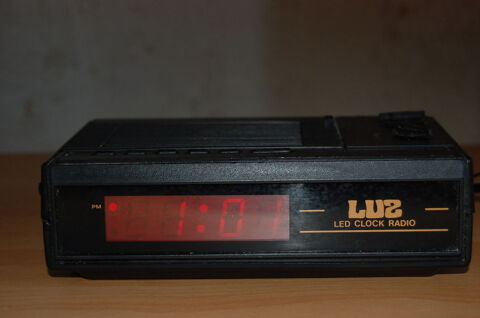 PM 1:01
LUZ
LED CLOCK RADIO